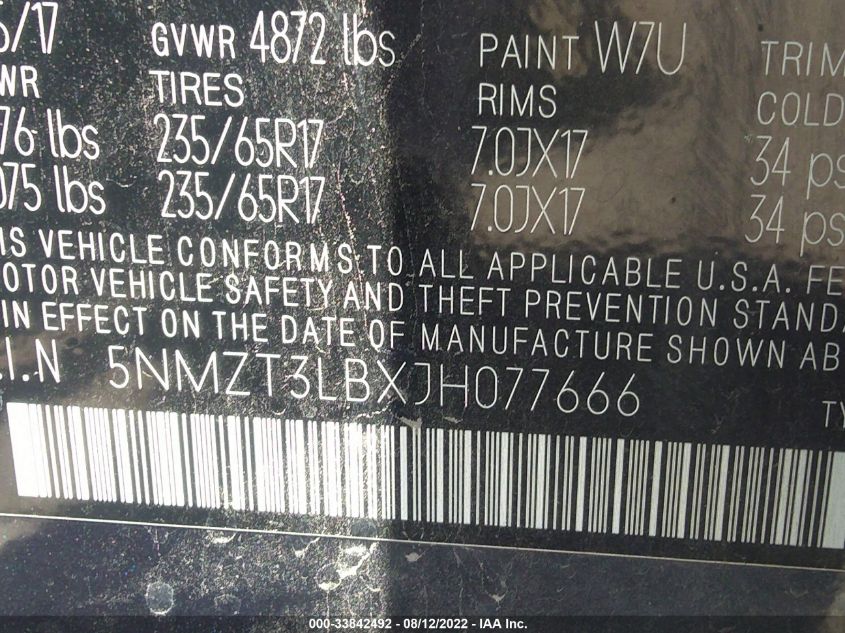 6/17 GVWR 4872 lbs PAINT W7U TRIM
WR TIRES RIMS COLD
76 lbs 235/65R17 7.0JX17 34 ps
075 lbs 235/65R17 7.0JX17 34 ps
IS VEHICLE CONFORMS TO ALL APPLICABLE U.S.A. FE
OTOR VEHICLE SAFETY AND THEFT PREVENTION STANDA
IN EFFECT ON THE DATE OF MANUFACTURE SHOWN AB
.I.N 5NMZT3LBXJH077666 TY
000-33842492 - 08/12/2022 - IAA Inc.